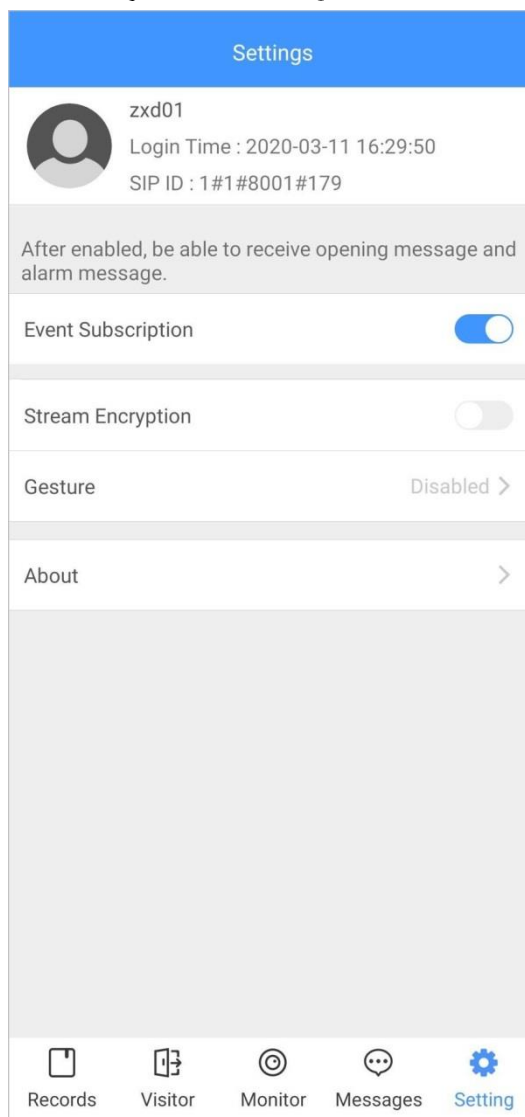 Settings
zxd01
Login Time : 2020-03-11 16:29:50
SIP ID : 1#1#8001#179
After enabled, be able to receive opening message and
alarm message.
Event Subscription
Stream Encryption
Gesture Disabled >
About >
Records Visitor Monitor Messages Setting